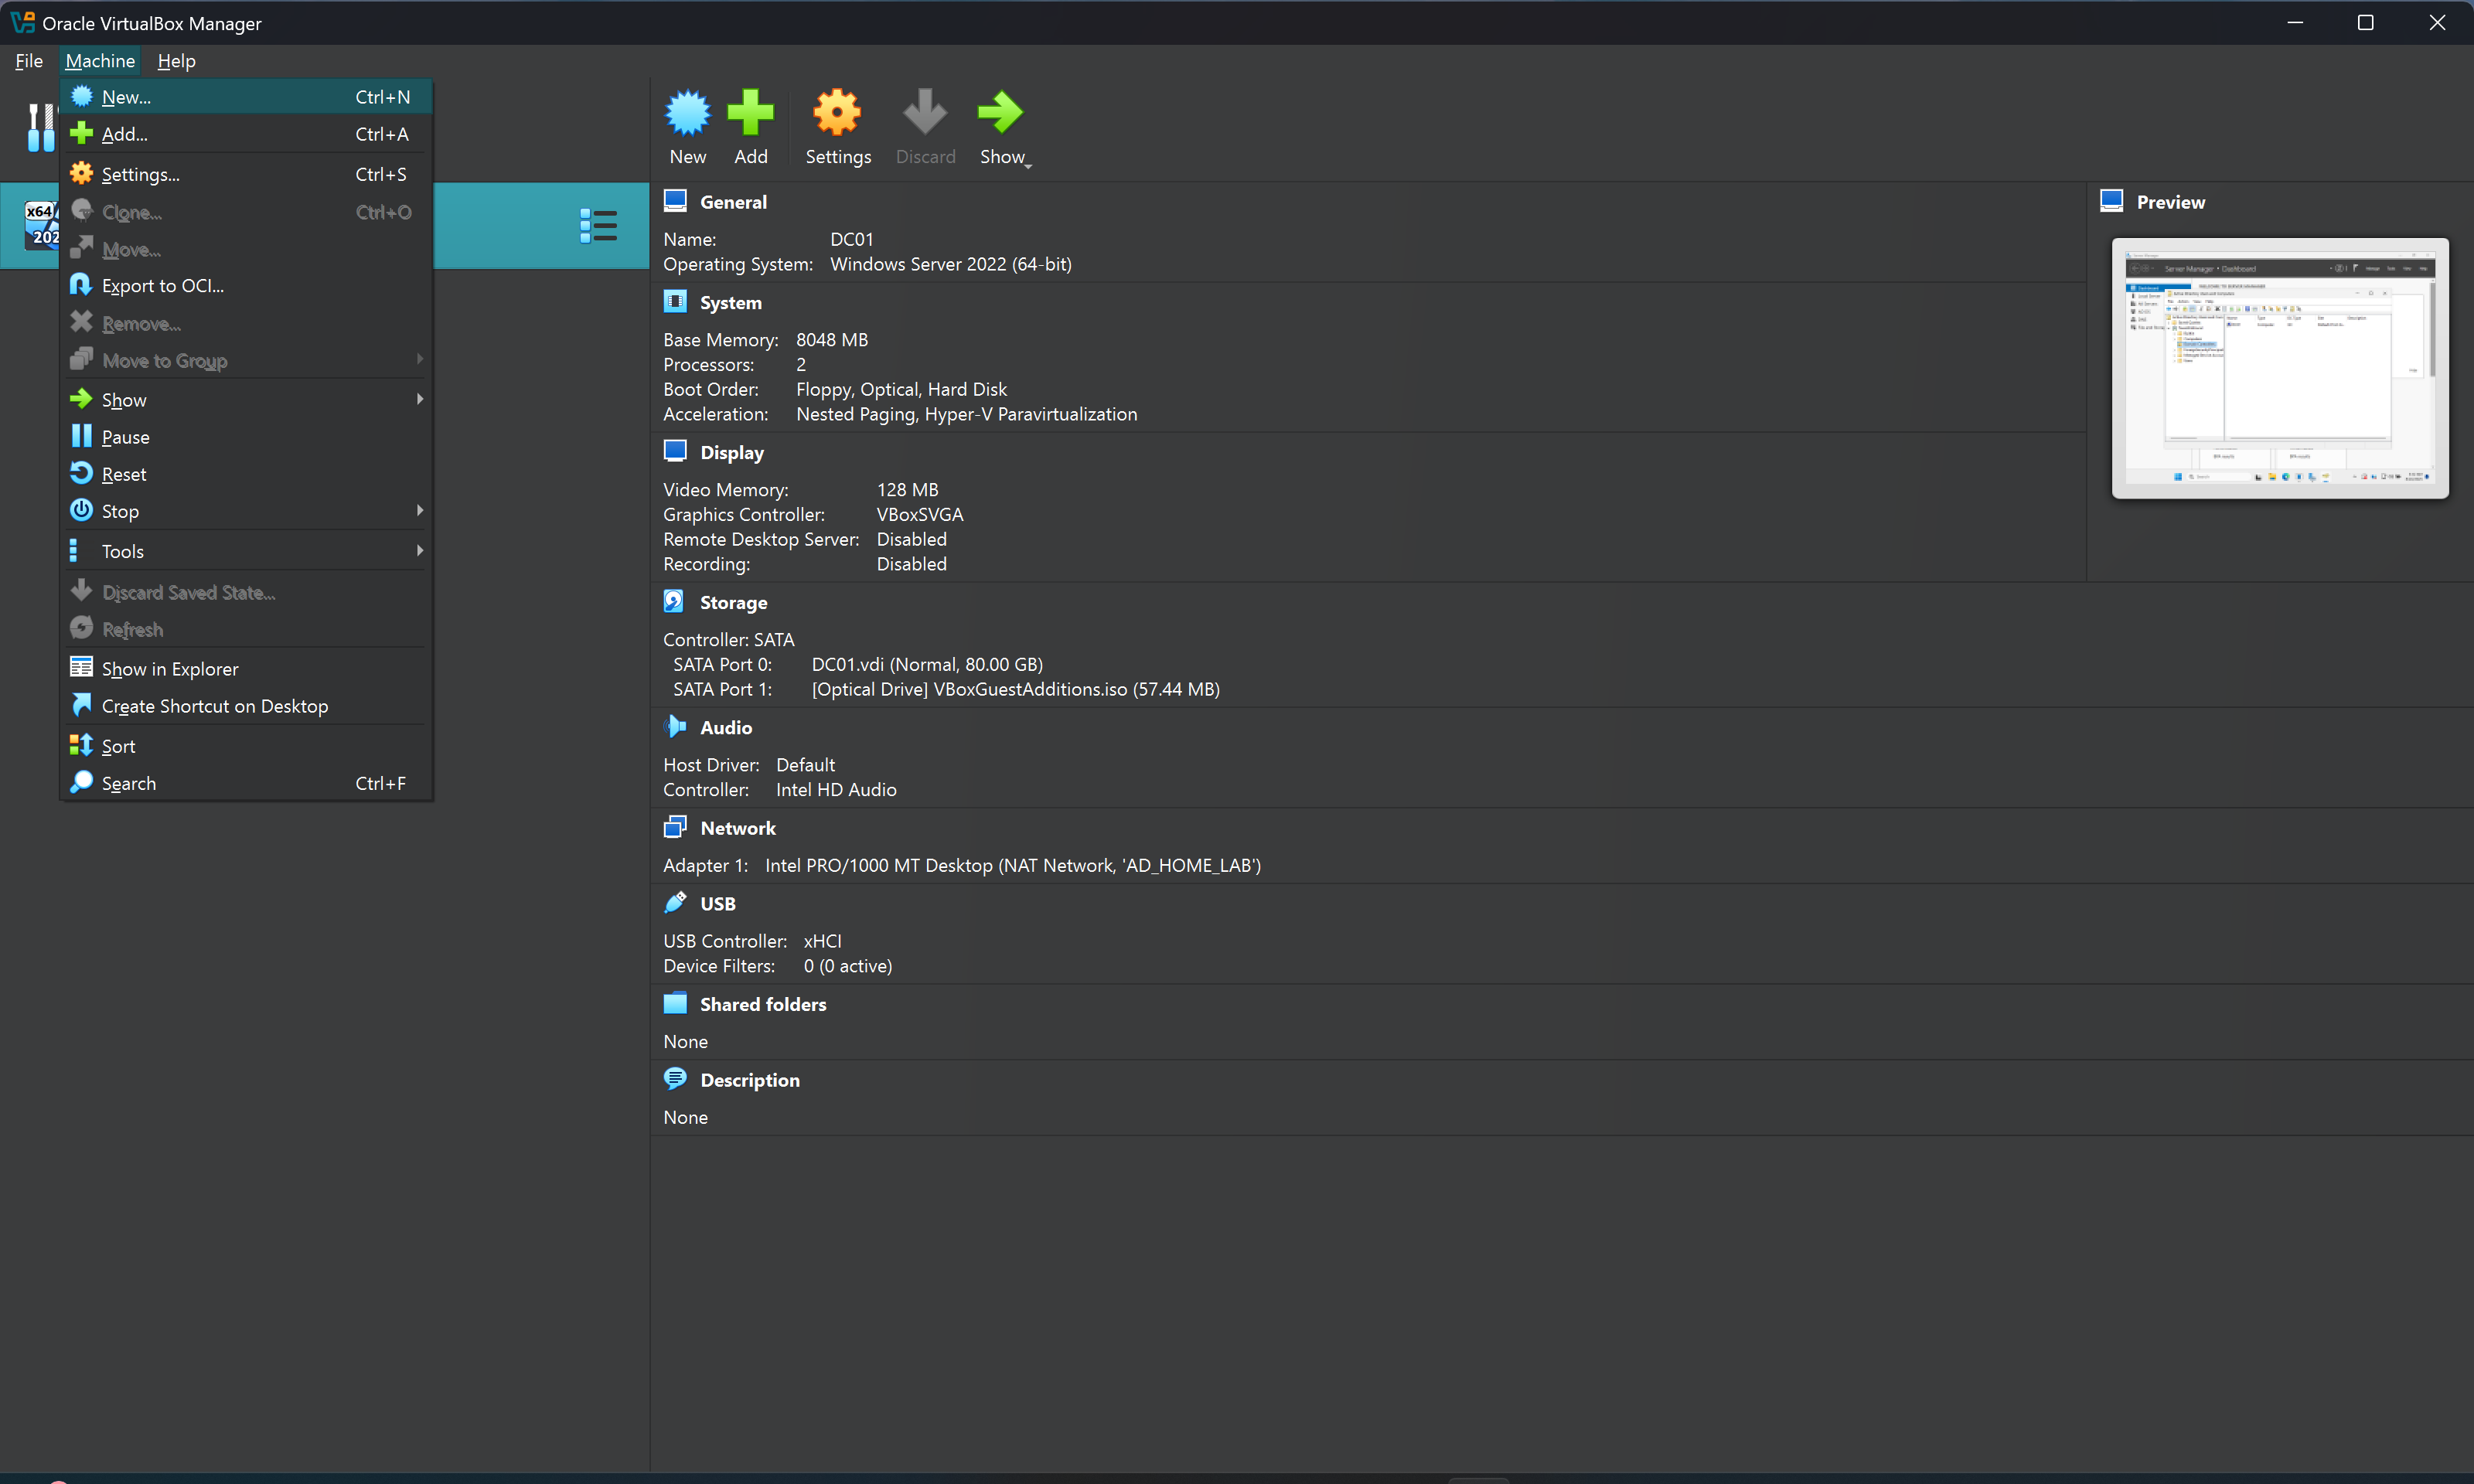 Oracle VirtualBox Manager
File Machine Help
New... Ctrl+N
Add... Ctrl+A
Settings... Ctrl+S
Clone... Ctrl+O
Move...
Export to OCI...
Remove...
Move to Group
Show
Pause
Reset
Stop
Tools
Discard Saved State...
Refresh
Show in Explorer
Create Shortcut on Desktop
Sort
Search Ctrl+F
x64
202
New Add Settings Discard Show
General
Name: DC01
Operating System: Windows Server 2022 (64-bit)
System
Base Memory: 8048 MB
Processors: 2
Boot Order: Floppy, Optical, Hard Disk
Acceleration: Nested Paging, Hyper-V Paravirtualization
Display
Video Memory: 128 MB
Graphics Controller: VBoxSVGA
Remote Desktop Server: Disabled
Recording: Disabled
Storage
Controller: SATA
SATA Port 0: DC01.vdi (Normal, 80.00 GB)
SATA Port 1: [Optical Drive] VBoxGuestAdditions.iso (57.44 MB)
Audio
Host Driver: Default
Controller: Intel HD Audio
Network
Adapter 1: Intel PRO/1000 MT Desktop (NAT Network, 'AD_HOME_LAB')
USB
USB Controller: xHCI
Device Filters: 0 (0 active)
Shared folders
None
Description
None
Preview
Server Manager • Dashboard